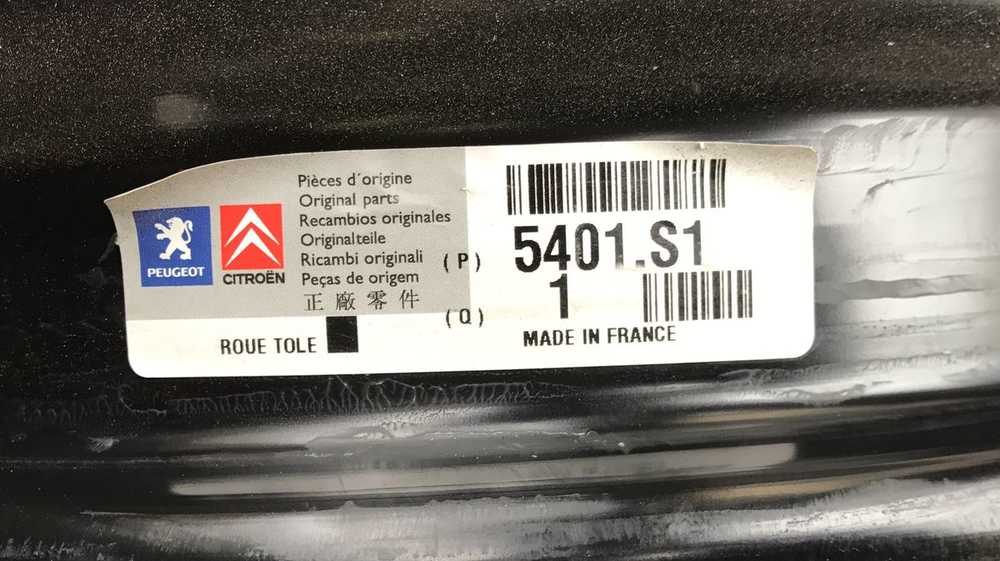 PEUGEOT
CITROËN
Pièces d'origine
Original parts
Recambios originales
Originalteile
Ricambi originali
Peças de origem
正廠零件
(P) 5401.S1
(Q) 1
ROUE TOLE
MADE IN FRANCE